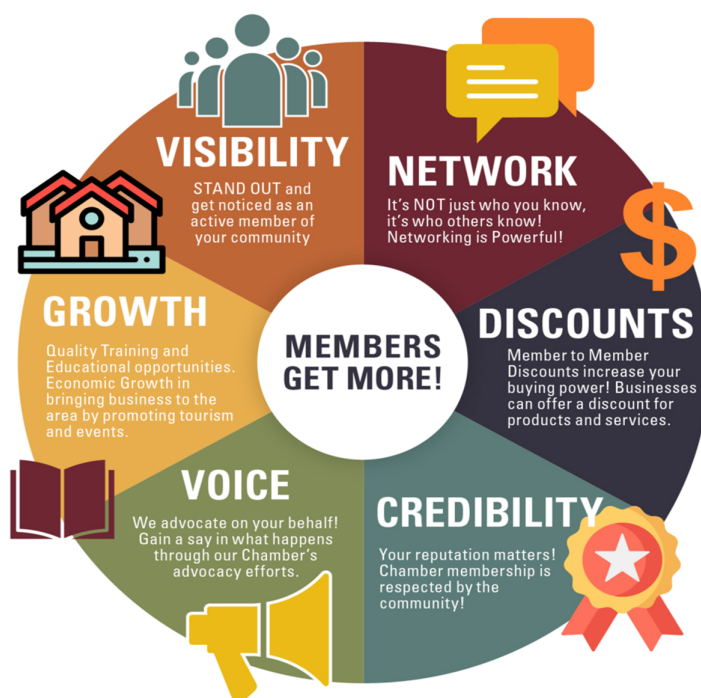 VISIBILITY
STAND OUT and
get noticed as an
active member of
your community
NETWORK
It's NOT just who you know,
it's who others know!
Networking is Powerful!
DISCOUNTS
Member to Member
Discounts increase your
buying power! Businesses
can offer a discount for
products and services.
CREDIBILITY
Your reputation matters!
Chamber membership is
respected by the
community!
VOICE
We advocate on your behalf!
Gain a say in what happens
through our Chamber's
advocacy efforts.
GROWTH
Quality Training and
Educational opportunities.
Economic Growth in
bringing business to the
area by promoting tourism
and events.
MEMBERS
GET MORE!
$